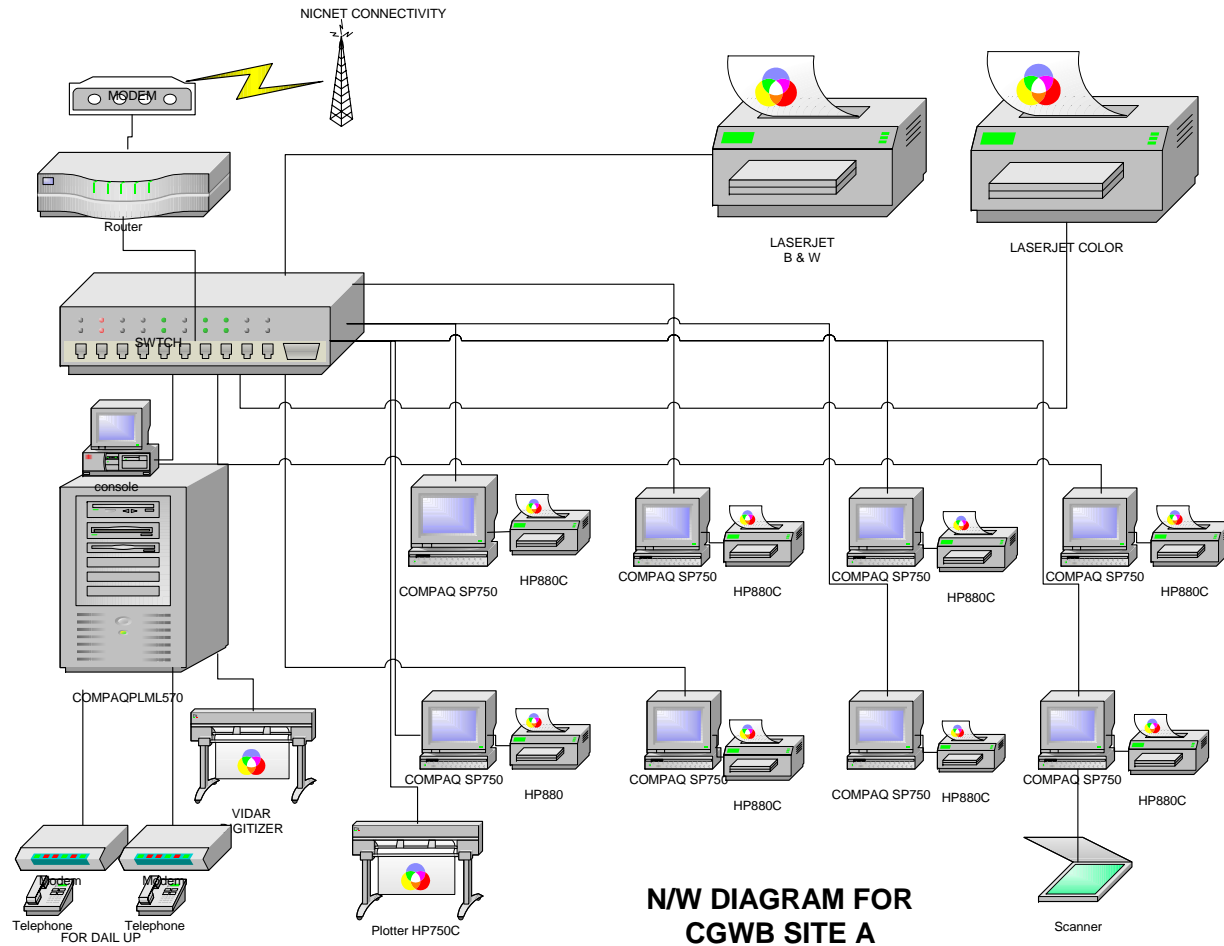 NICNET CONNECTIVITY
MODEM
Router
LASERJET
B & W
LASERJET COLOR
SWTCH
console
COMPAQ SP750
HP880C
COMPAQ SP750
HP880C
COMPAQ SP750
HP880C
COMPAQ SP750
HP880C
COMPAQPLML570
COMPAQ SP750
HP880
COMPAQ SP750
HP880C
COMPAQ SP750
HP880C
COMPAQ SP750
HP880C
VIDAR
DIGITIZER
Modem
Modem
Telephone
Telephone
FOR DAIL UP
Plotter HP750C
N/W DIAGRAM FOR
CGWB SITE A
Scanner